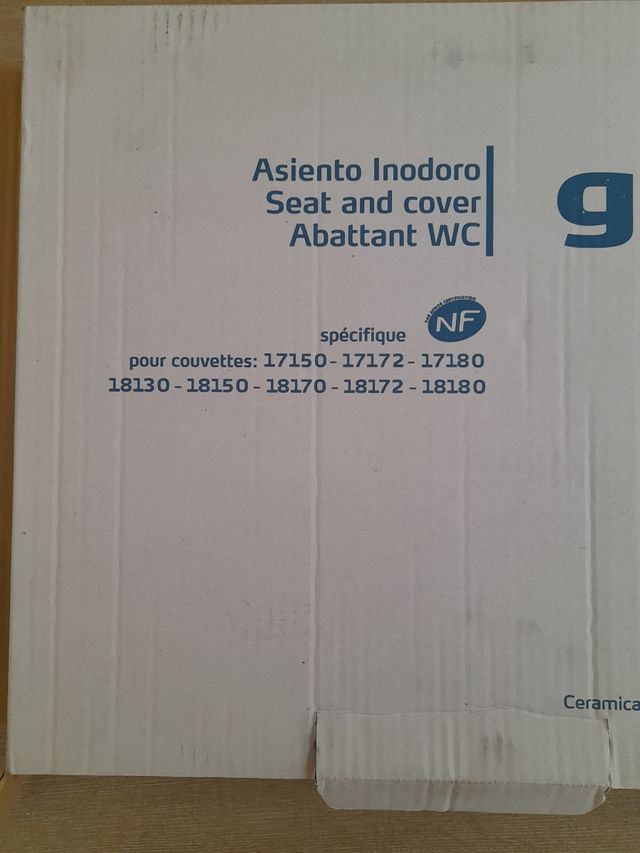 Asiento Inodoro
Seat and cover
Abattant WC
g
NF
spécifique
pour couvettes: 17150 - 17172 - 17180
18130 - 18150 - 18170 - 18172 - 18180
Ceramica